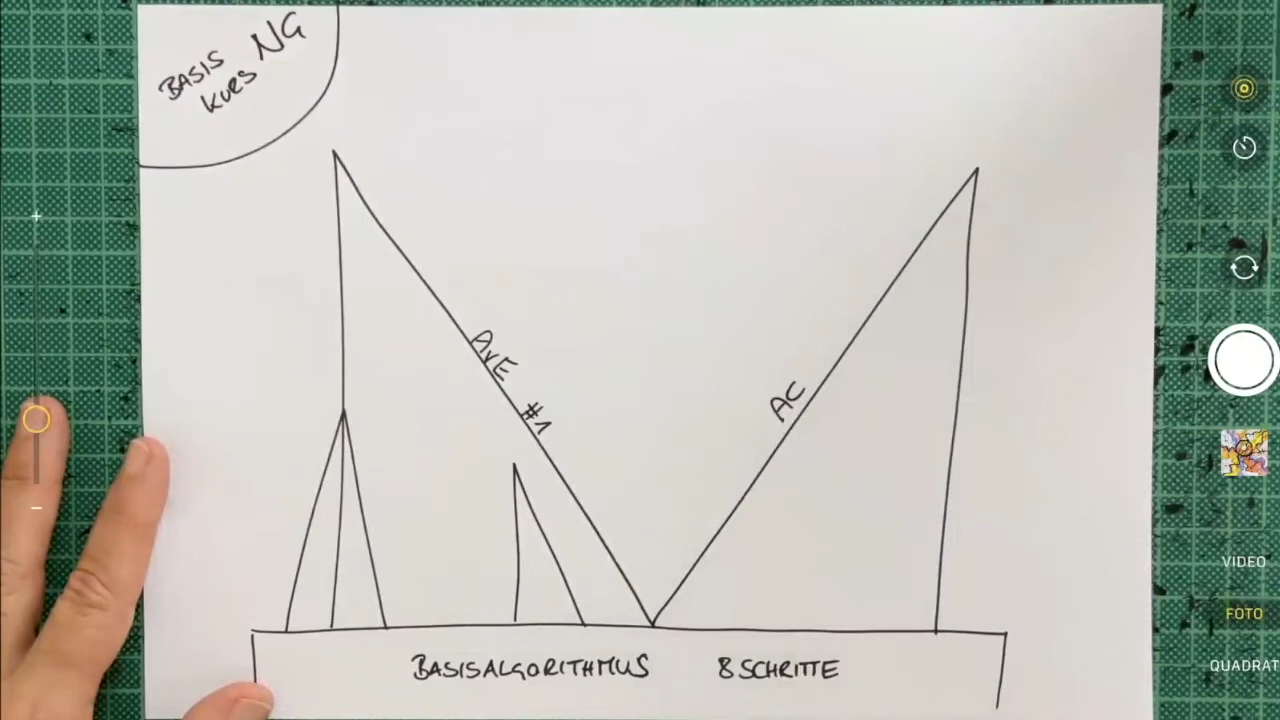 BASIS
KURS NG
AVE
#1
AC
BASISALGORITHMUS 8 SCHRITTE
+
-
VIDEO
FOTO
QUADRAT